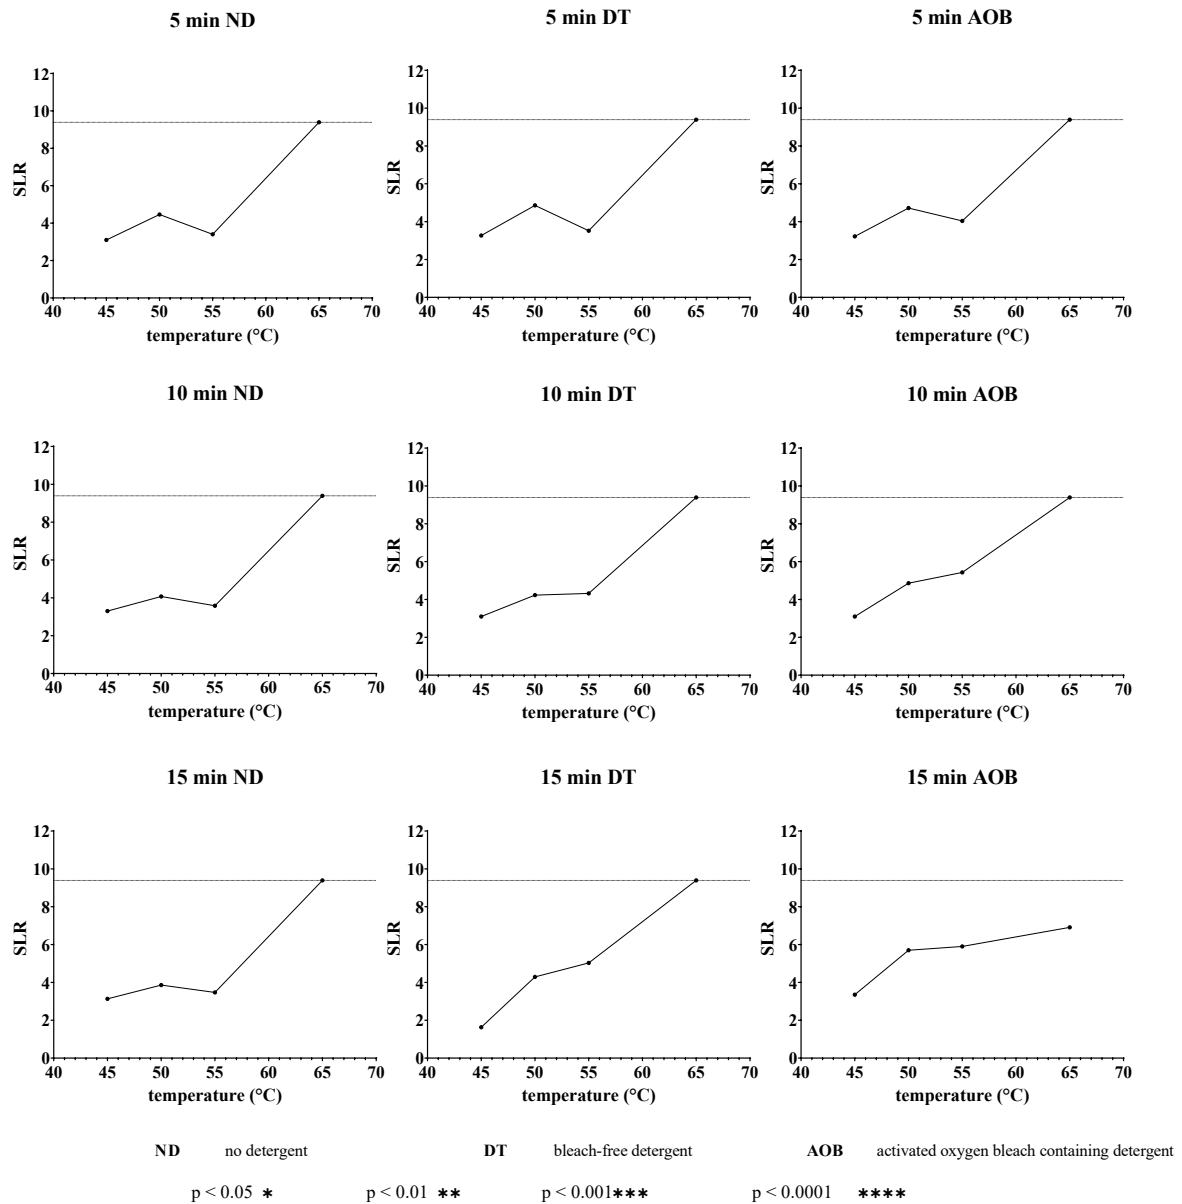 5 min ND
5 min DT
5 min AOB
12
10
8
6
4
2
0
SLR
40 45 50 55 60 65 70
temperature (°C)
12
10
8
6
4
2
0
SLR
40 45 50 55 60 65 70
temperature (°C)
12
10
8
6
4
2
0
SLR
40 45 50 55 60 65 70
temperature (°C)
10 min ND
10 min DT
10 min AOB
12
10
8
6
4
2
0
SLR
40 45 50 55 60 65 70
temperature (°C)
12
10
8
6
4
2
0
SLR
40 45 50 55 60 65 70
temperature (°C)
12
10
8
6
4
2
0
SLR
40 45 50 55 60 65 70
temperature (°C)
15 min ND
15 min DT
15 min AOB
12
10
8
6
4
2
0
SLR
40 45 50 55 60 65 70
temperature (°C)
12
10
8
6
4
2
0
SLR
40 45 50 55 60 65 70
temperature (°C)
12
10
8
6
4
2
0
SLR
40 45 50 55 60 65 70
temperature (°C)
ND no detergent DT bleach-free detergent AOB activated oxygen bleach containing detergent
p < 0.05 * p < 0.01 ** p < 0.001*** p < 0.0001 ****